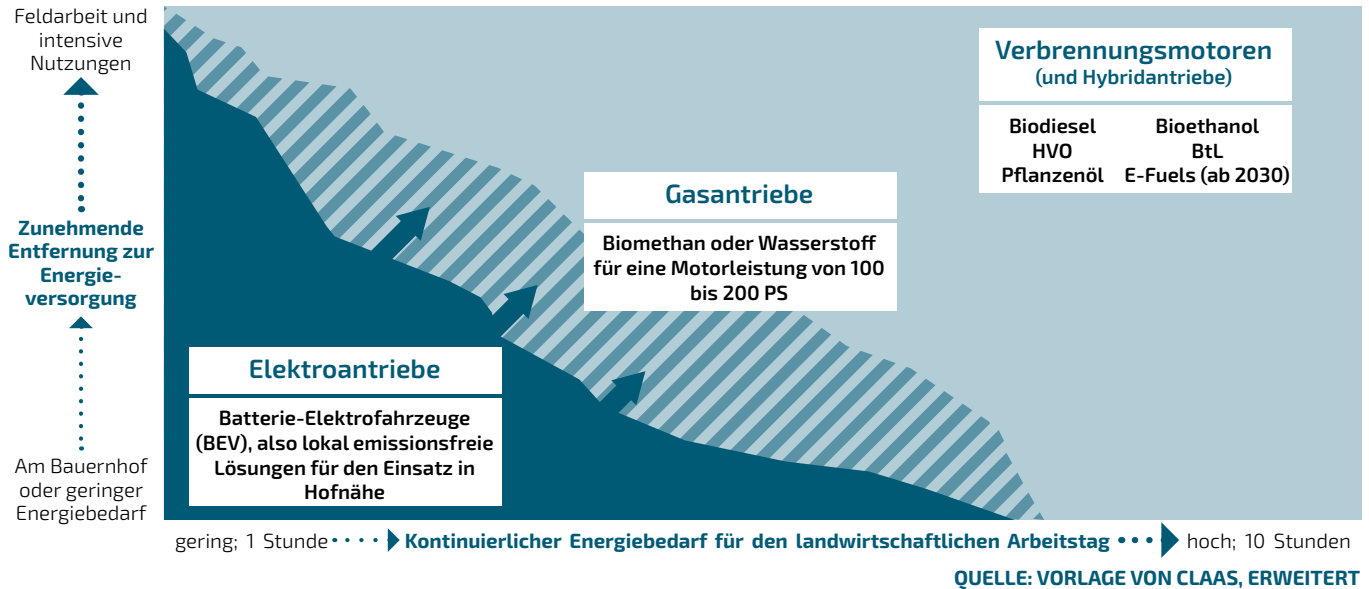 Feldarbeit und
intensive
Nutzungen
Zunehmende
Entfernung zur
Energie-
versorgung
Am Bauernhof
oder geringer
Energiebedarf
Verbrennungsmotoren
(und Hybridantriebe)
Biodiesel
HVO
Pflanzenöl
Bioethanol
BtL
E-Fuels (ab 2030)
Gasantriebe
Biomethan oder Wasserstoff
für eine Motorleistung von 100
bis 200 PS
Elektroantriebe
Batterie-Elektrofahrzeuge
(BEV), also lokal emissionsfreie
Lösungen für den Einsatz in
Hofnähe
gering; 1 Stunde Kontinuierlicher Energiebedarf für den landwirtschaftlichen Arbeitstag hoch; 10 Stunden
QUELLE: VORLAGE VON CLAAS, ERWEITERT